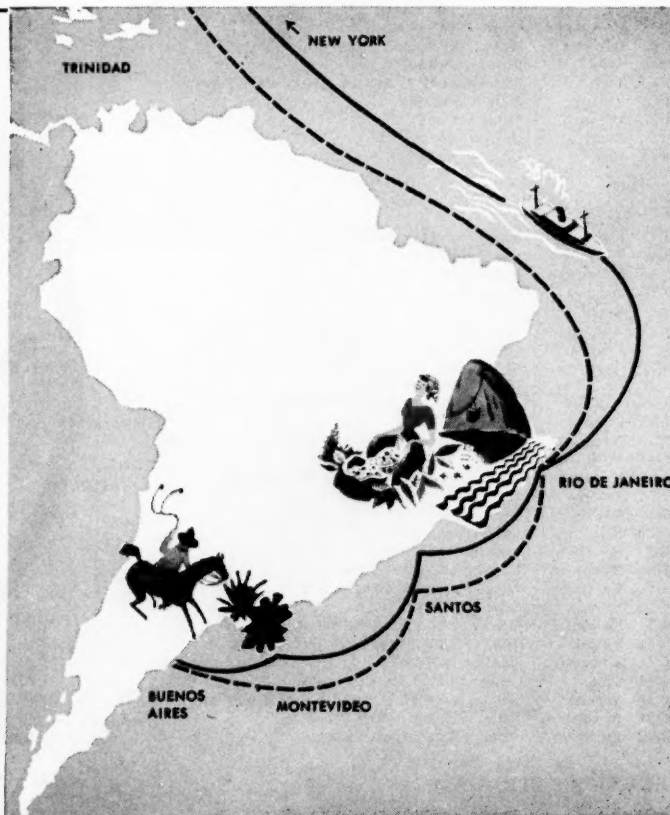 NEW YORK
TRINIDAD
RIO DE JANEIRO
SANTOS
BUENOS
AIRES
MONTEVIDEO